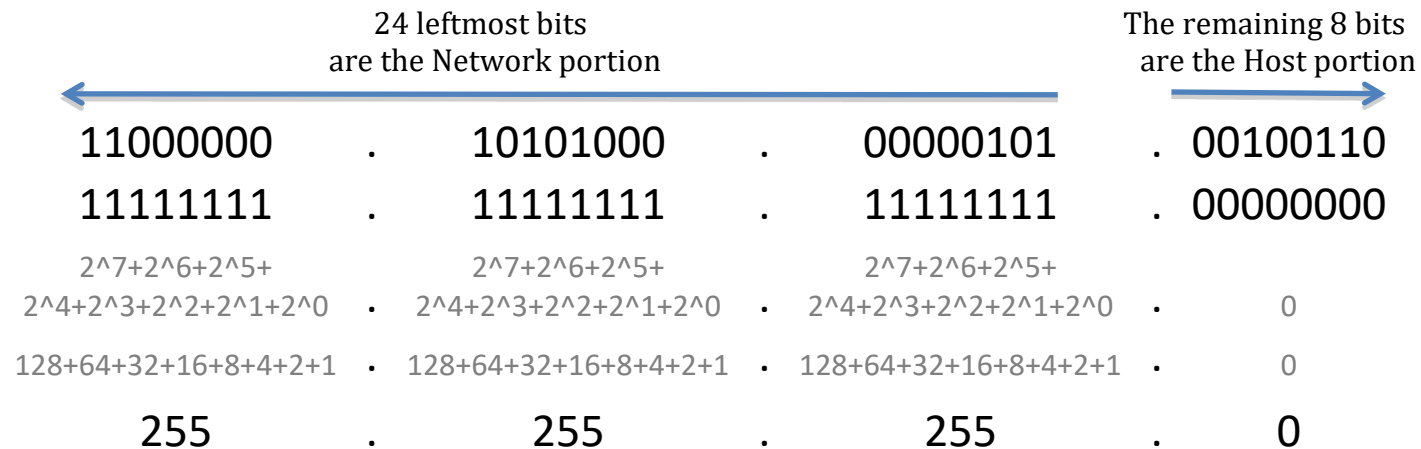 24 leftmost bits
are the Network portion
The remaining 8 bits
are the Host portion
11000000 . 10101000 . 00000101 . 00100110
11111111 . 11111111 . 11111111 . 00000000
2^7+2^6+2^5+ 2^7+2^6+2^5+ 2^7+2^6+2^5+
2^4+2^3+2^2+2^1+2^0 . 2^4+2^3+2^2+2^1+2^0 . 2^4+2^3+2^2+2^1+2^0 . 0
128+64+32+16+8+4+2+1 . 128+64+32+16+8+4+2+1 . 128+64+32+16+8+4+2+1 . 0
255 . 255 . 255 . 0